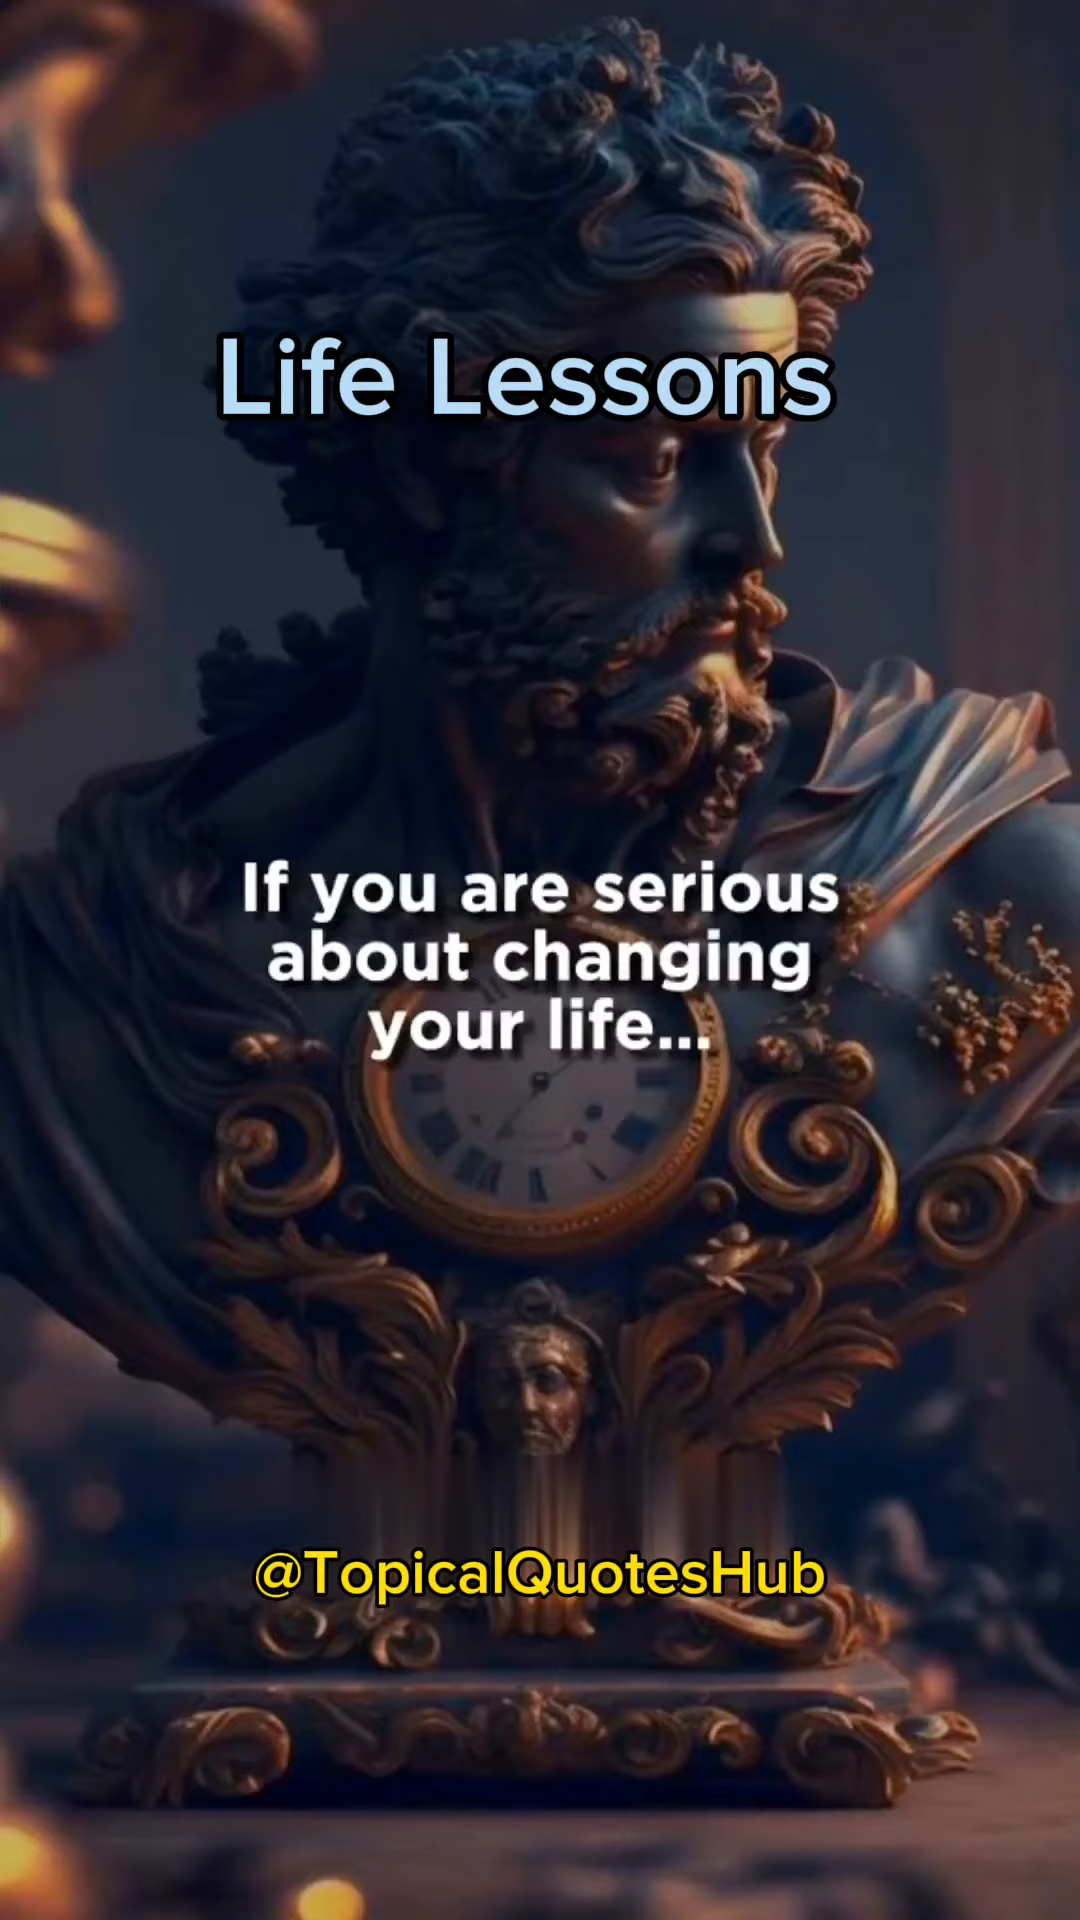 Life Lessons
If you are serious
about changing
your life...
@TopicalQuotesHub